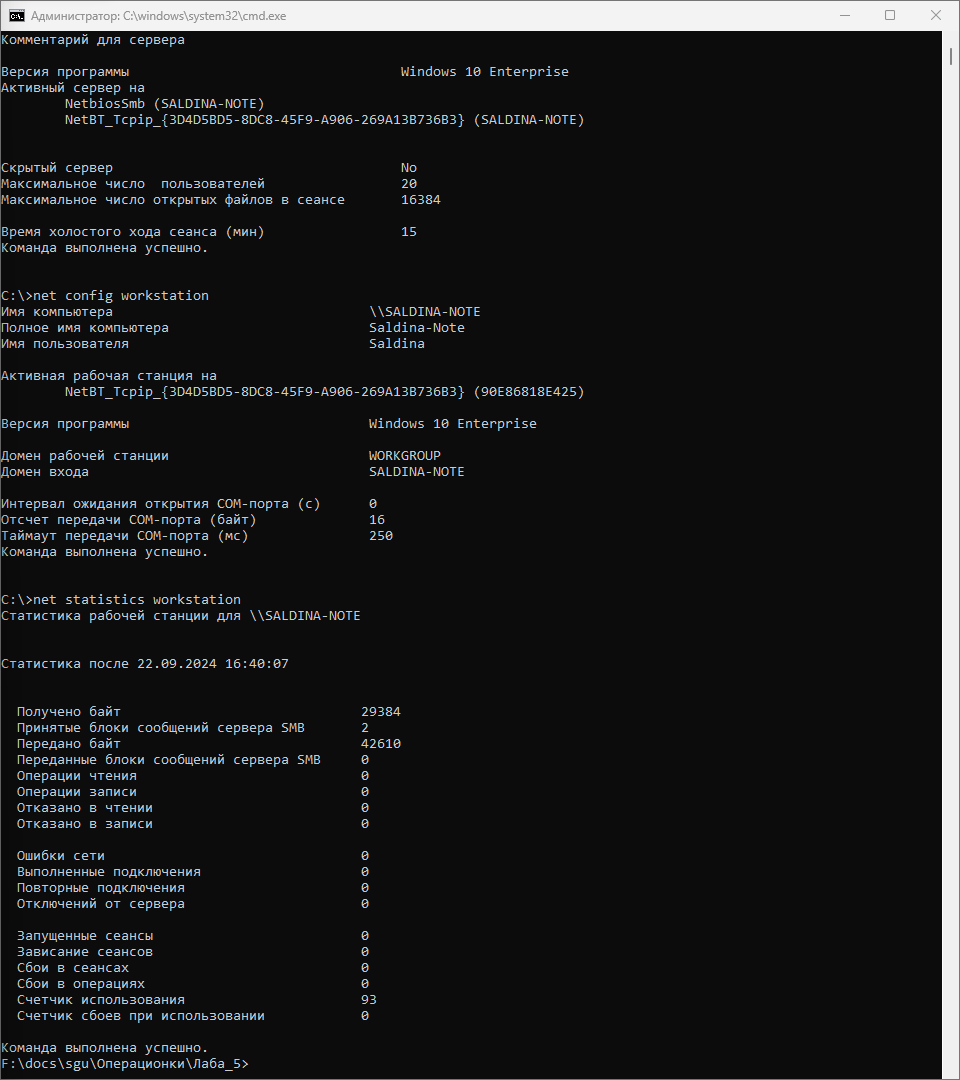 Администратор: C:\windows\system32\cmd.exe
Комментарий для сервера
Версия программы Windows 10 Enterprise
Активный сервер на
NetbiosSmb (SALDINA-NOTE)
NetBT_Tcpip_{3D4D5BD5-8DC8-45F9-A906-269A13B736B3} (SALDINA-NOTE)
Скрытый сервер No
Максимальное число  пользователей 20
Максимальное число открытых файлов в сеансе 16384
Время холостого хода сеанса (мин) 15
Команда выполнена успешно.
C:\>net config workstation
Имя компьютера \\SALDINA-NOTE
Полное имя компьютера Saldina-Note
Имя пользователя Saldina
Активная рабочая станция на
NetBT_Tcpip_{3D4D5BD5-8DC8-45F9-A906-269A13B736B3} (90E86818E425)
Версия программы Windows 10 Enterprise
Домен рабочей станции WORKGROUP
Домен входа SALDINA-NOTE
Интервал ожидания открытия COM-порта (с) 0
Отсчет передачи COM-порта (байт) 16
Таймаут передачи COM-порта (мс) 250
Команда выполнена успешно.
C:\>net statistics workstation
Статистика рабочей станции для \\SALDINA-NOTE
Статистика после 22.09.2024 16:40:07
Получено байт 29384
Принятые блоки сообщений сервера SMB 2
Передано байт 42610
Переданные блоки сообщений сервера SMB 0
Операции чтения 0
Операции записи 0
Отказано в чтении 0
Отказано в записи 0
Ошибки сети 0
Выполненные подключения 0
Повторные подключения 0
Отключений от сервера 0
Запущенные сеансы 0
Зависание сеансов 0
Сбои в сеансах 0
Сбои в операциях 0
Счетчик использования 93
Счетчик сбоев при использовании 0
Команда выполнена успешно.
F:\docs\sgu\Операционки\Лаба_5>